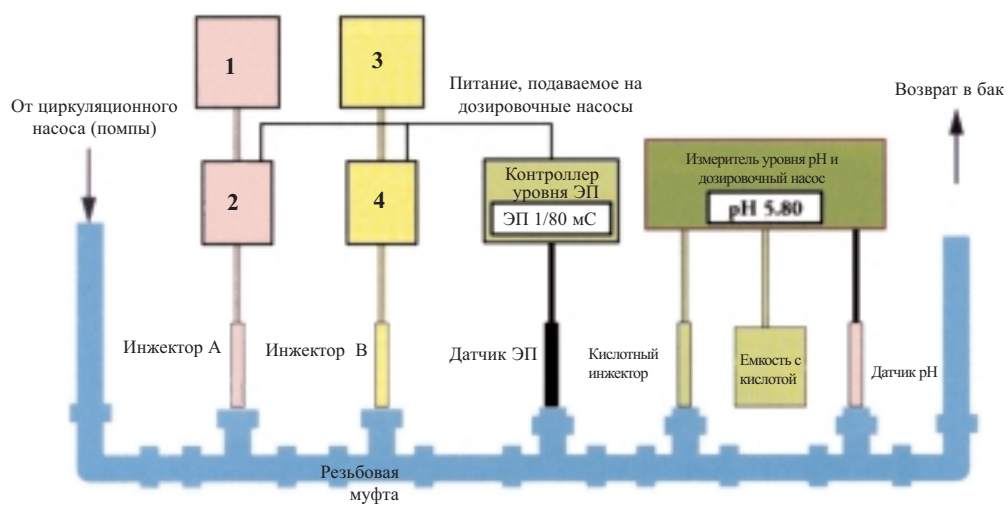 1
3
Питание, подаваемое на
дозировочные насосы
От циркуляционного
насоса (помпы)
Возврат в бак
2
4
Контроллер
уровня ЭП
ЭП 1/80 мС
Измеритель уровня pH и
дозировочный насос
pH 5.80
Инжектор А
Инжектор В
Датчик ЭП
Кислотный
инжектор
Емкость с
кислотой
Датчик pH
Резьбовая
муфта